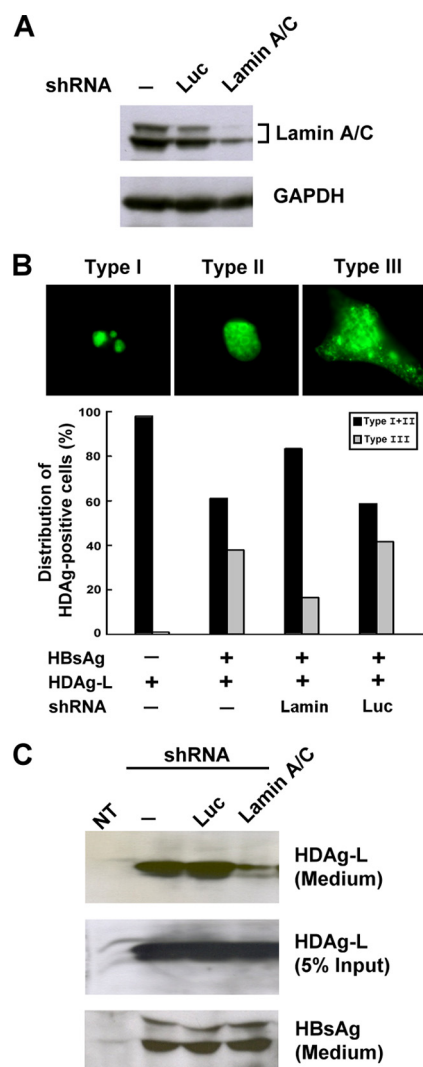 A
shRNA – Luc Lamin A/C
Lamin A/C
GAPDH
B
Type I Type II Type III
Distribution of
HDAg-positive cells (%)
100
80
60
40
20
0
Type I+II
Type III
HBsAg – + + +
HDAg-L + + + +
shRNA – – Lamin Luc
C
shRNA
NT – Luc Lamin A/C
HDAg-L
(Medium)
HDAg-L
(5% Input)
HBsAg
(Medium)